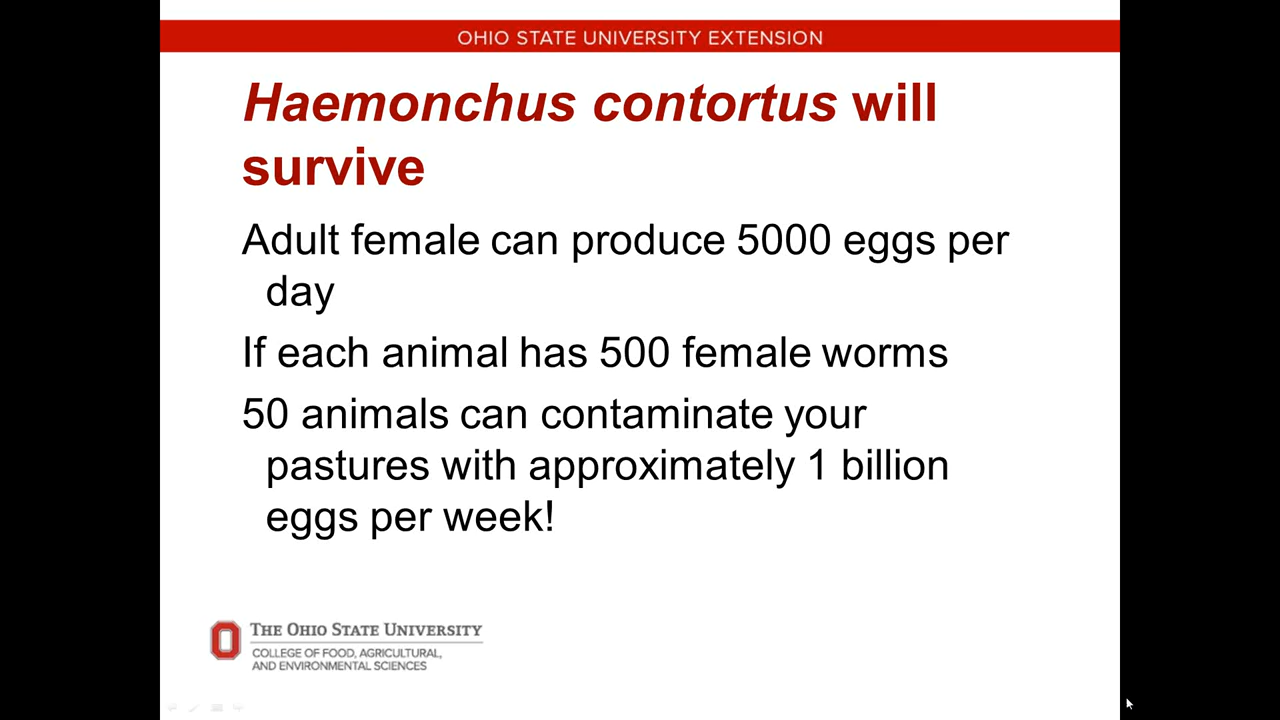 OHIO STATE UNIVERSITY EXTENSION
Haemonchus contortus will
survive
Adult female can produce 5000 eggs per
day
If each animal has 500 female worms
50 animals can contaminate your
pastures with approximately 1 billion
eggs per week!
THE OHIO STATE UNIVERSITY
COLLEGE OF FOOD, AGRICULTURAL,
AND ENVIRONMENTAL SCIENCES